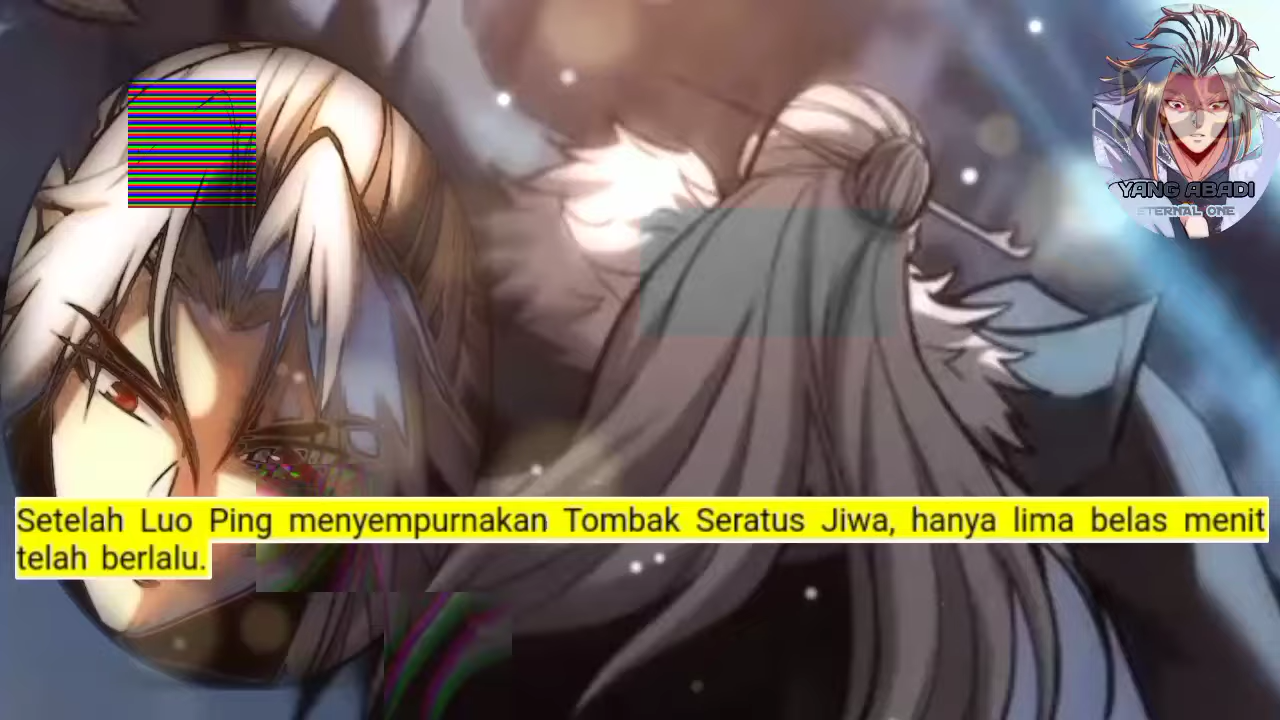 YANG ABADI
ETERNAL ONE
Setelah Luo Ping menyempurnakan Tombak Seratus Jiwa, hanya lima belas menit
telah berlalu.